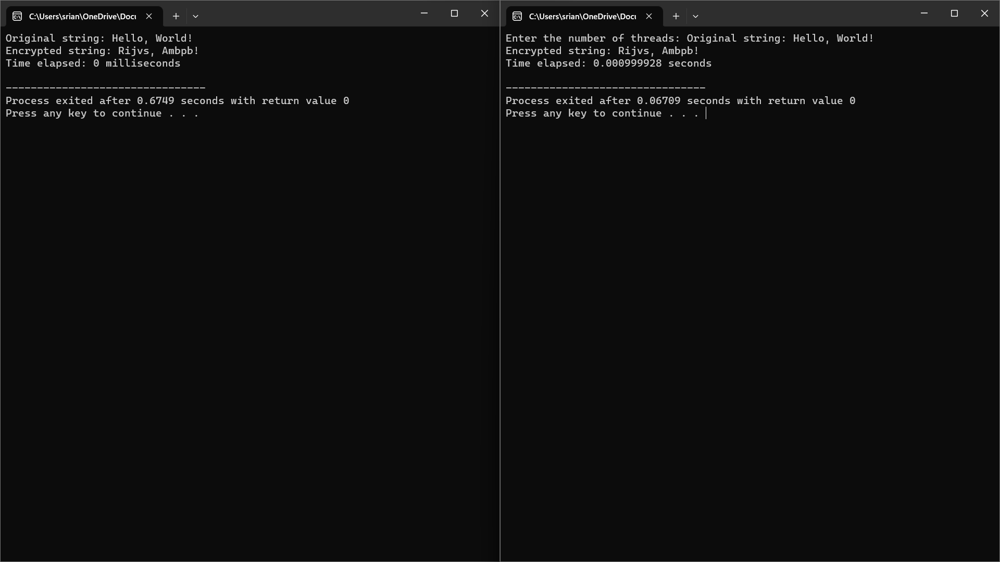 C:\Users\srian\OneDrive\Docu
Original string: Hello, World!
Encrypted string: Rijvs, Ambpb!
Time elapsed: 0 milliseconds
--------------------------------
Process exited after 0.6749 seconds with return value 0
Press any key to continue . . .
C:\Users\srian\OneDrive\Docu
Enter the number of threads: Original string: Hello, World!
Encrypted string: Rijvs, Ambpb!
Time elapsed: 0.000999928 seconds
--------------------------------
Process exited after 0.06709 seconds with return value 0
Press any key to continue . . .